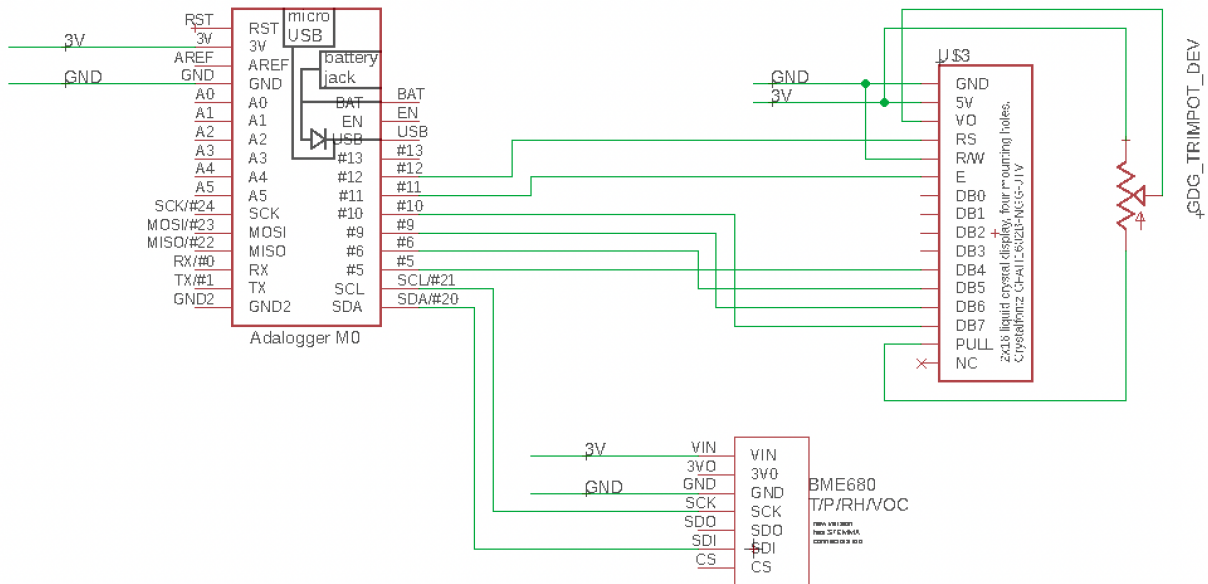 RST
3V
AREF
GND
A0
A1
A2
A3
A4
A5
SCK/#24
MOSI/#23
MISO/#22
RX/#0
TX/#1
GND2
3V
GND
RST
3V
AREF
GND
A0
A1
A2
A3
A4
A5
SCK
MOSI
MISO
RX
TX
GND2
micro
USB
battery
jack
BAT
EN
USB
#13
#12
#11
#10
#9
#6
#5
SCL
SDA
BAT
EN
USB
#13
#12
#11
#10
#9
#6
#5
SCL/#21
SDA/#20
Adalogger M0
GND
3V
GND
5V
VO
RS
R/W
E
DB0
DB1
DB2
DB3
DB4
DB5
DB6
DB7
PULL
NC
2x16 liquid crystal display, four mounting holes.
GDG_TRIMPOT_DEV
3V
GND
VIN
3VO
GND
SCK
SDO
SDI
CS
VIN
3V0
GND
SCK
SDO
SDI
CS
BME680
T/P/RH/VOC